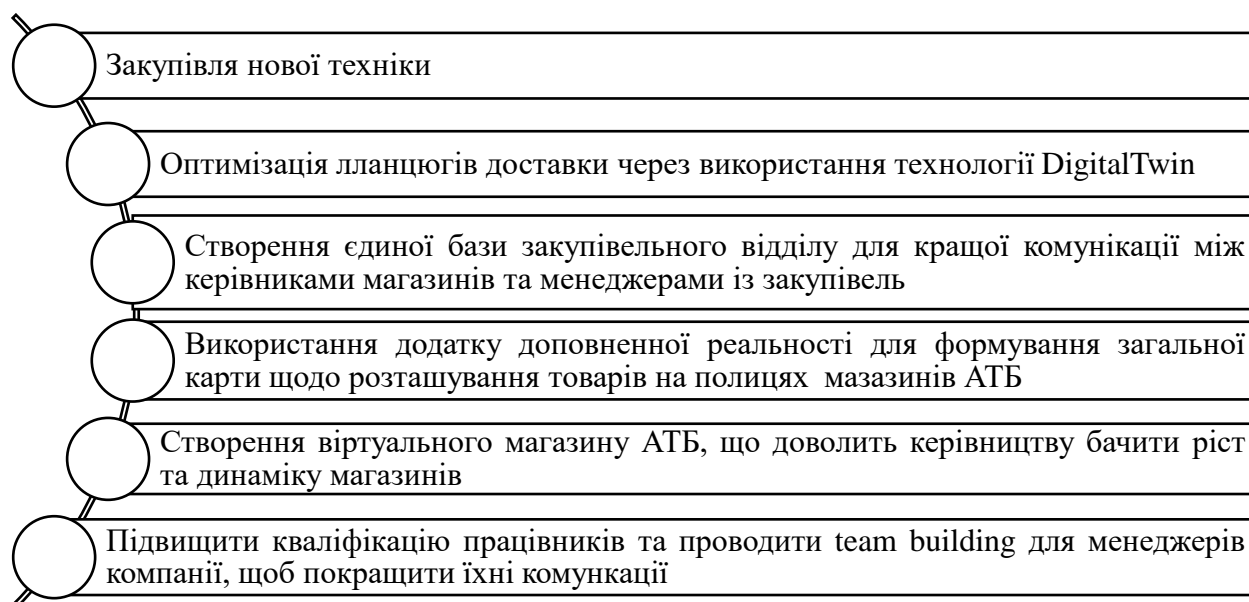 Закупівля нової техніки
Оптимізація лланцюгів доставки через використання технології DigitalTwin
Створення єдиної бази закупівельного відділу для кращої комунікації між
керівниками магазинів та менеджерами із закупівель
Використання додатку доповненної реальності для формування загальної
карти щодо розташування товарів на полицях мазазинів АТБ
Створення віртуального магазину АТБ, що доволить керівництву бачити ріст
та динаміку магазинів
Підвищити кваліфікацію працівників та проводити team building для менеджерів
компанії, щоб покращити їхні комункації